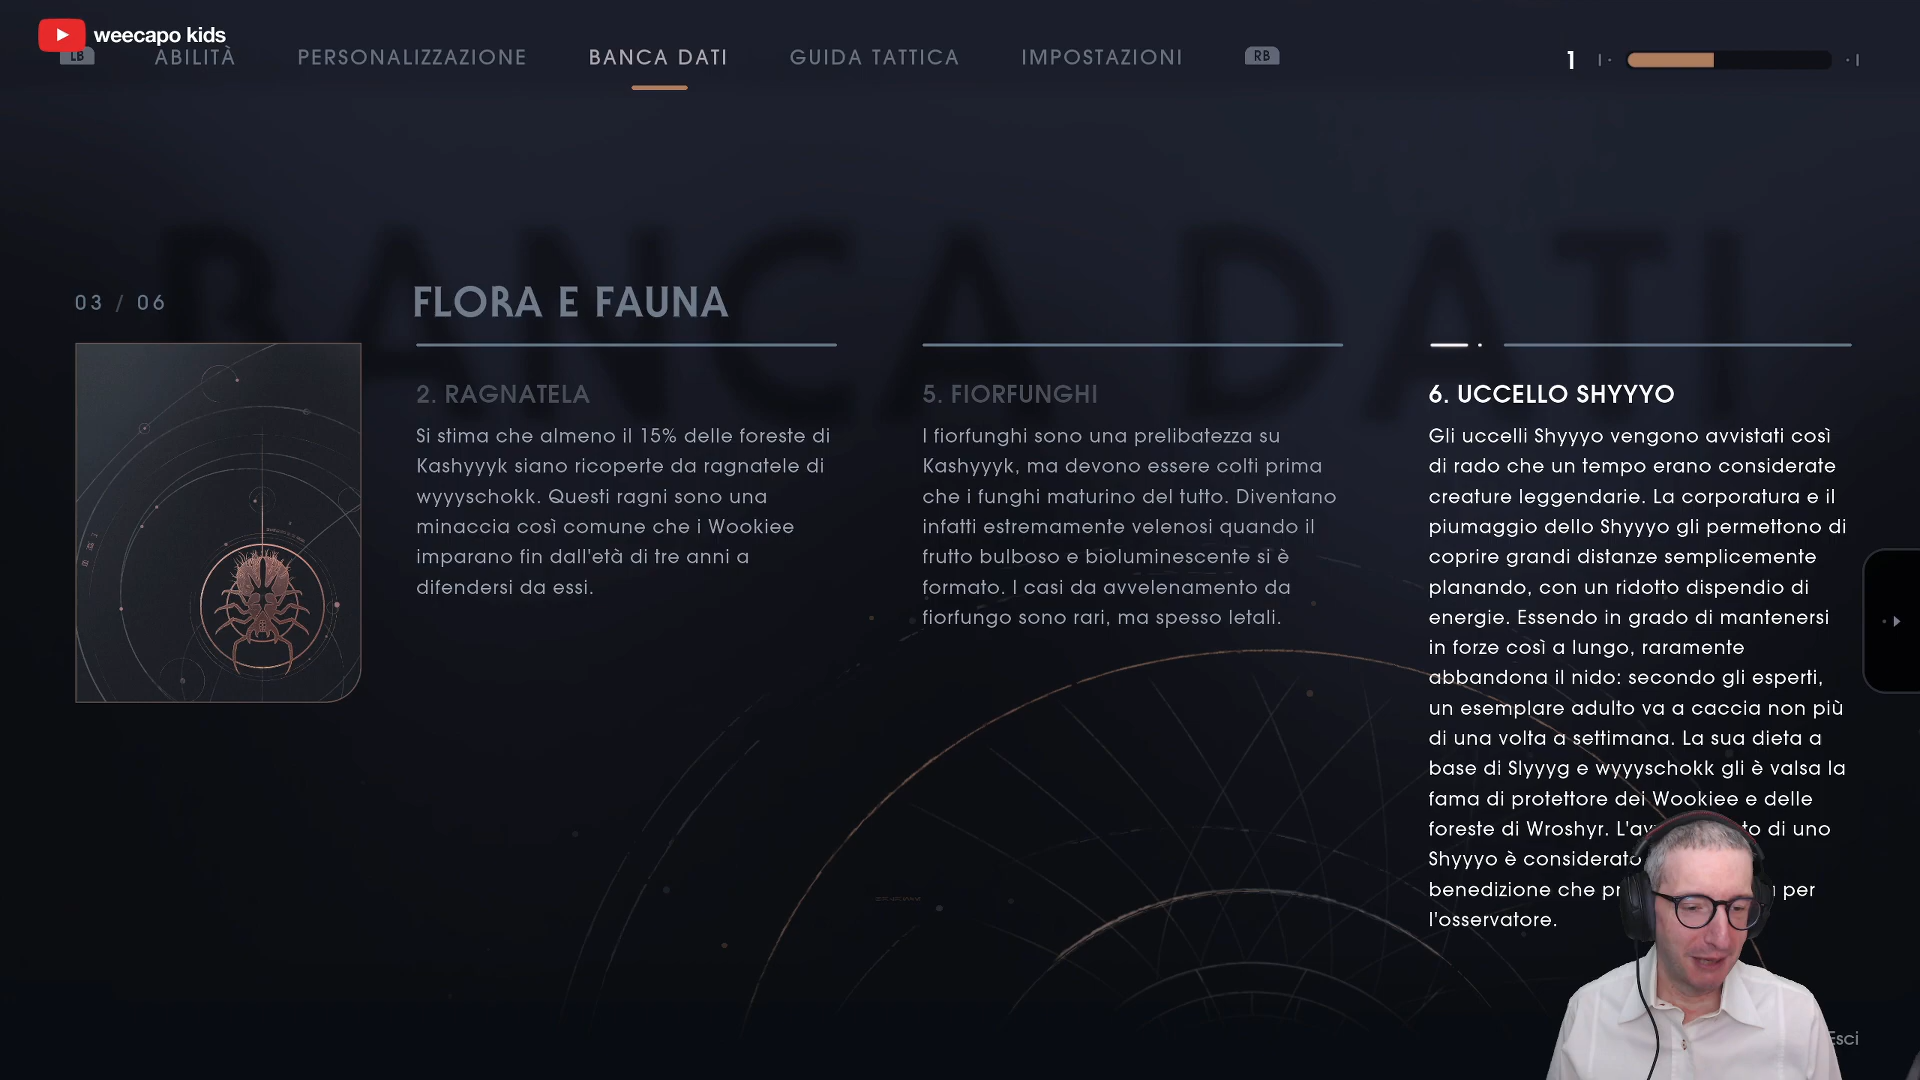 weecapo kids
LB ABILITÀ PERSONALIZZAZIONE BANCA DATI GUIDA TATTICA IMPOSTAZIONI RB 1
BANCA DATI
03 / 06
FLORA E FAUNA
2. RAGNATELA
Si stima che almeno il 15% delle foreste di
Kashyyyk siano ricoperte da ragnatele di
wyyyschokk. Questi ragni sono una
minaccia così comune che i Wookiee
imparano fin dall'età di tre anni a
difendersi da essi.
5. FIORFUNGHI
I fiorfunghi sono una prelibatezza su
Kashyyyk, ma devono essere colti prima
che i funghi maturino del tutto. Diventano
infatti estremamente velenosi quando il
frutto bulboso e bioluminescente si è
formato. I casi da avvelenamento da
fiorfungo sono rari, ma spesso letali.
6. UCCELLO SHYYYO
Gli uccelli Shyyyo vengono avvistati così
di rado che un tempo erano considerate
creature leggendarie. La corporatura e il
piumaggio dello Shyyyo gli permettono di
coprire grandi distanze semplicemente
planando, con un ridotto dispendio di
energie. Essendo in grado di mantenersi
in forze così a lungo, raramente
abbandona il nido: secondo gli esperti,
un esemplare adulto va a caccia non più
di una volta a settimana. La sua dieta a
base di Slyyyg e wyyyschokk gli è valsa la
fama di protettore dei Wookiee e delle
foreste di Wroshyr. di uno
Shyyyo è considerato
benedizione che per
l'osservatore.
Esci